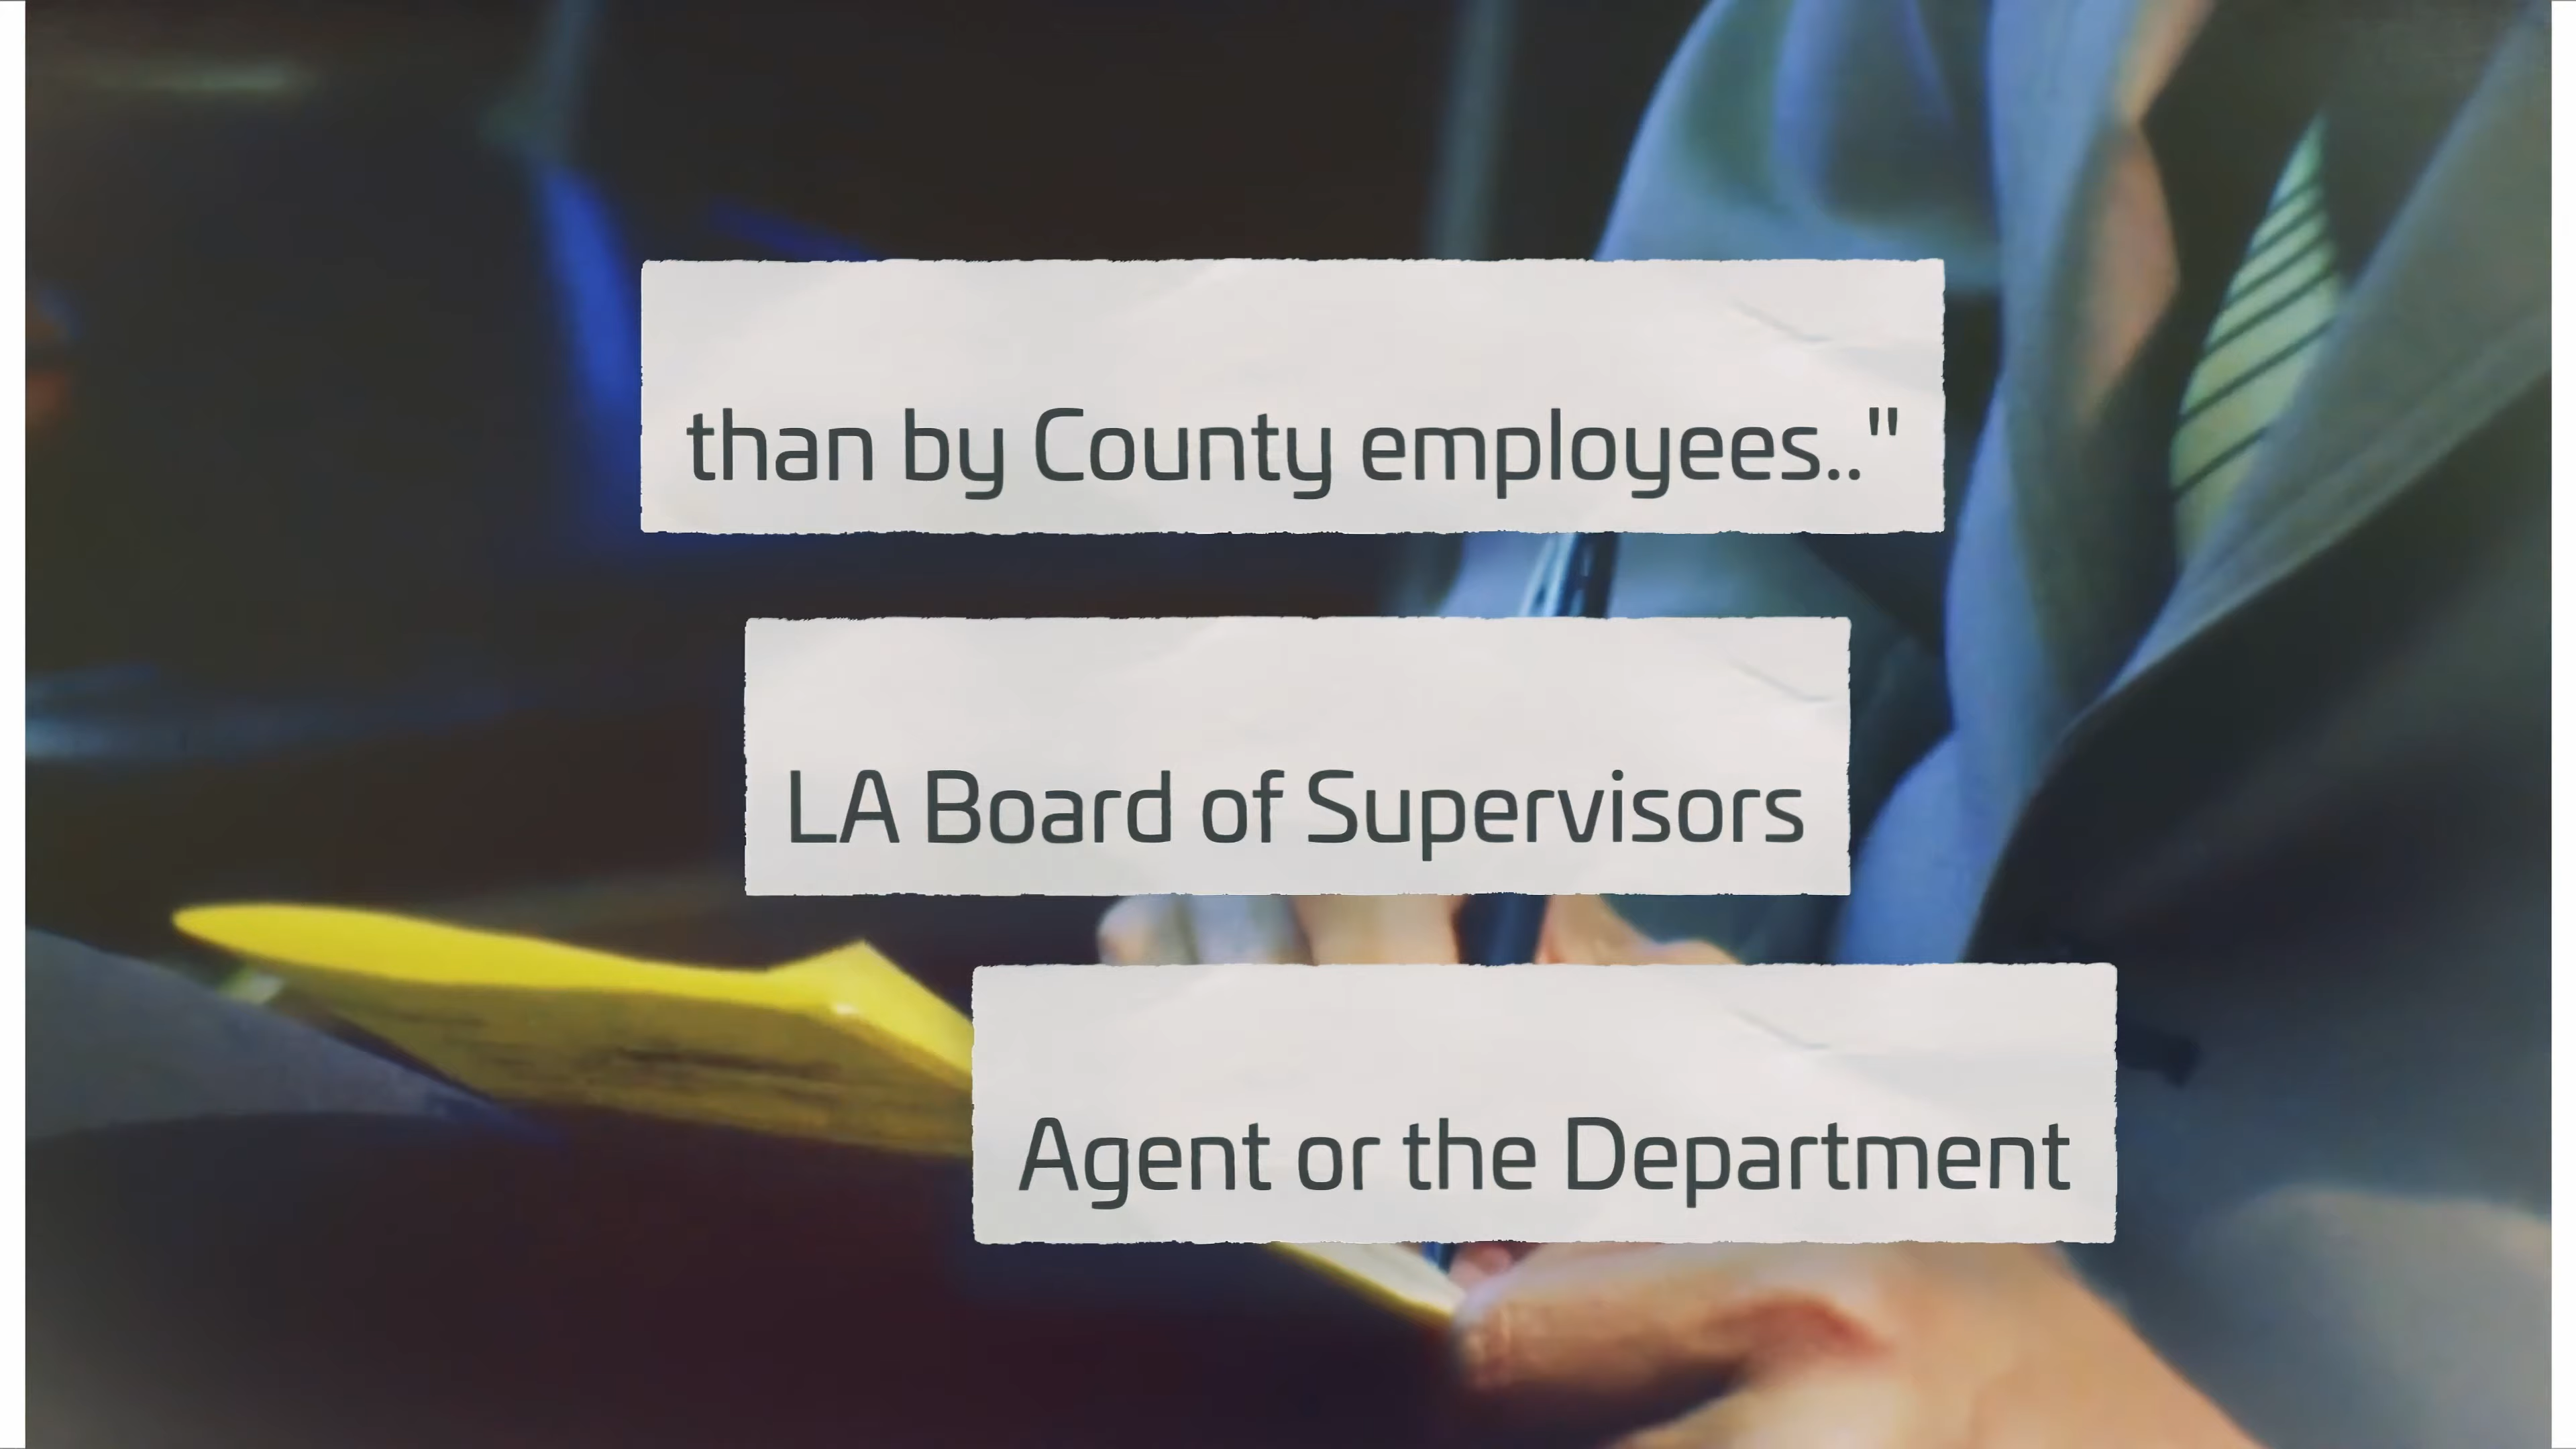 than by County employees.."
LA Board of Supervisors
Agent or the Department